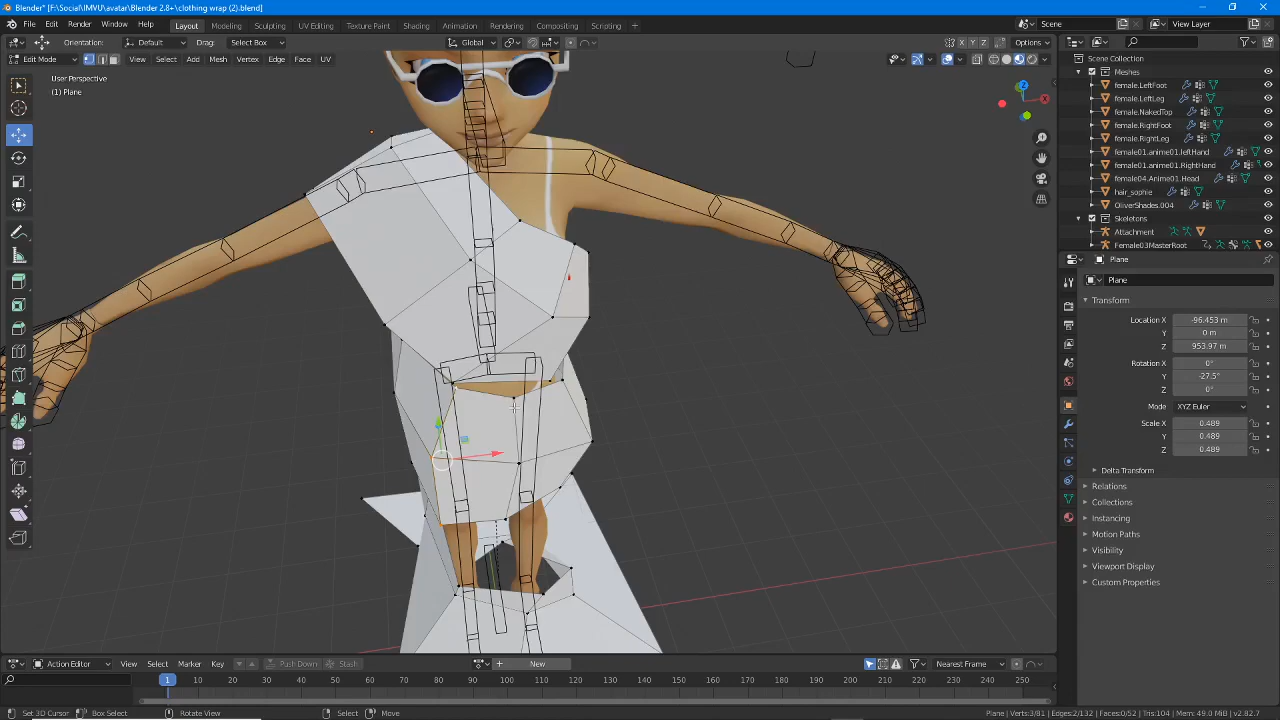 Blender* [F:\Social\IMVU\avatar\Blender 2.8+\clothing wrap (2).blend]
File Edit Render Window Help Layout Modeling Sculpting UV Editing Texture Paint Shading Animation Rendering Compositing Scripting + Scene View Layer
Orientation: Default Drag: Select Box Global X Y Z Options
Edit Mode View Select Add Mesh Vertex Edge Face UV
User Perspective
(1) Plane
Z
X
Y
Scene Collection
Meshes
female.LeftFoot
female.LeftLeg
female.NakedTop
female.RightFoot
female.RightLeg
female01.anime01.leftHand
female01.anime01.RightHand
female04.Anime01.Head
hair_sophie
OliverShades.004
Skeletons
Attachment
Female03MasterRoot
Plane
Plane
Transform
Location X -96.453 m
Y 0 m
Z 953.97 m
Rotation X 0°
Y -27.5°
Z 0°
Mode XYZ Euler
Scale X 0.489
Y 0.489
Z 0.489
Delta Transform
Relations
Collections
Instancing
Motion Paths
Visibility
Viewport Display
Custom Properties
Action Editor View Select Marker Key Push Down Stash New Nearest Frame
1 10 20 30 40 50 60 70 80 90 100 110 120 130 140 150 160 170 180 190 200 210 220 230 240 250
Set 3D Cursor Box Select Rotate View Select Move Plane | Verts:3/81 | Edges:2/132 | Faces:0/52 | Tris:104 | Mem: 49.0 MiB | v2.82.7